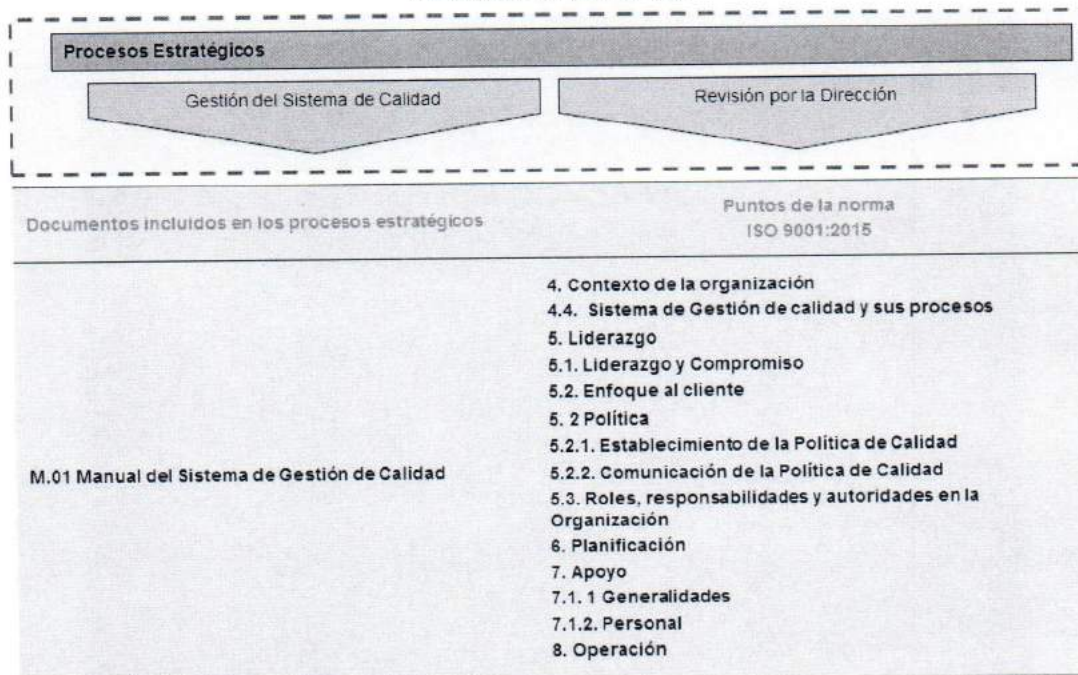 Procesos Estratégicos
Gestión del Sistema de Calidad
Revisión por la Dirección
Documentos incluidos en los procesos estratégicos
Puntos de la norma
ISO 9001:2015
4. Contexto de la organización
4.4. Sistema de Gestión de calidad y sus procesos
5. Liderazgo
5.1. Liderazgo y Compromiso
5.2. Enfoque al cliente
5. 2 Política
5.2.1. Establecimiento de la Política de Calidad
M.01 Manual del Sistema de Gestión de Calidad
5.2.2. Comunicación de la Política de Calidad
5.3. Roles, responsabilidades y autoridades en la
Organización
6. Planificación
7. Apoyo
7.1. 1 Generalidades
7.1.2. Personal
8. Operación